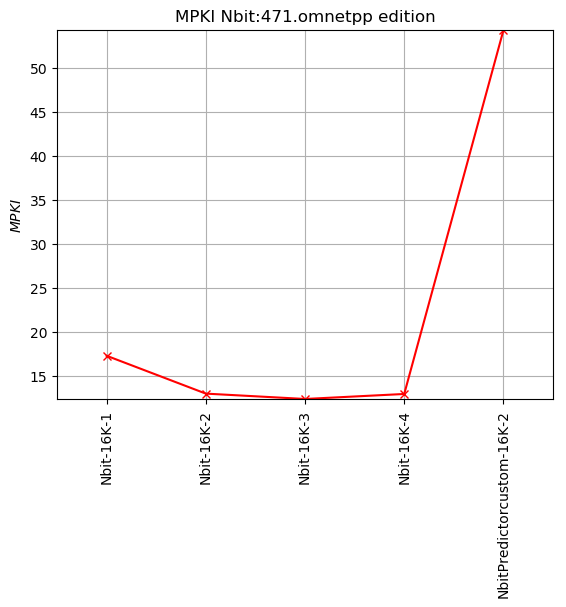 MPKI Nbit:471.omnetpp edition
MPKI
50
45
40
35
30
25
20
15
Nbit-16K-1
Nbit-16K-2
Nbit-16K-3
Nbit-16K-4
NbitPredictorcustom-16K-2